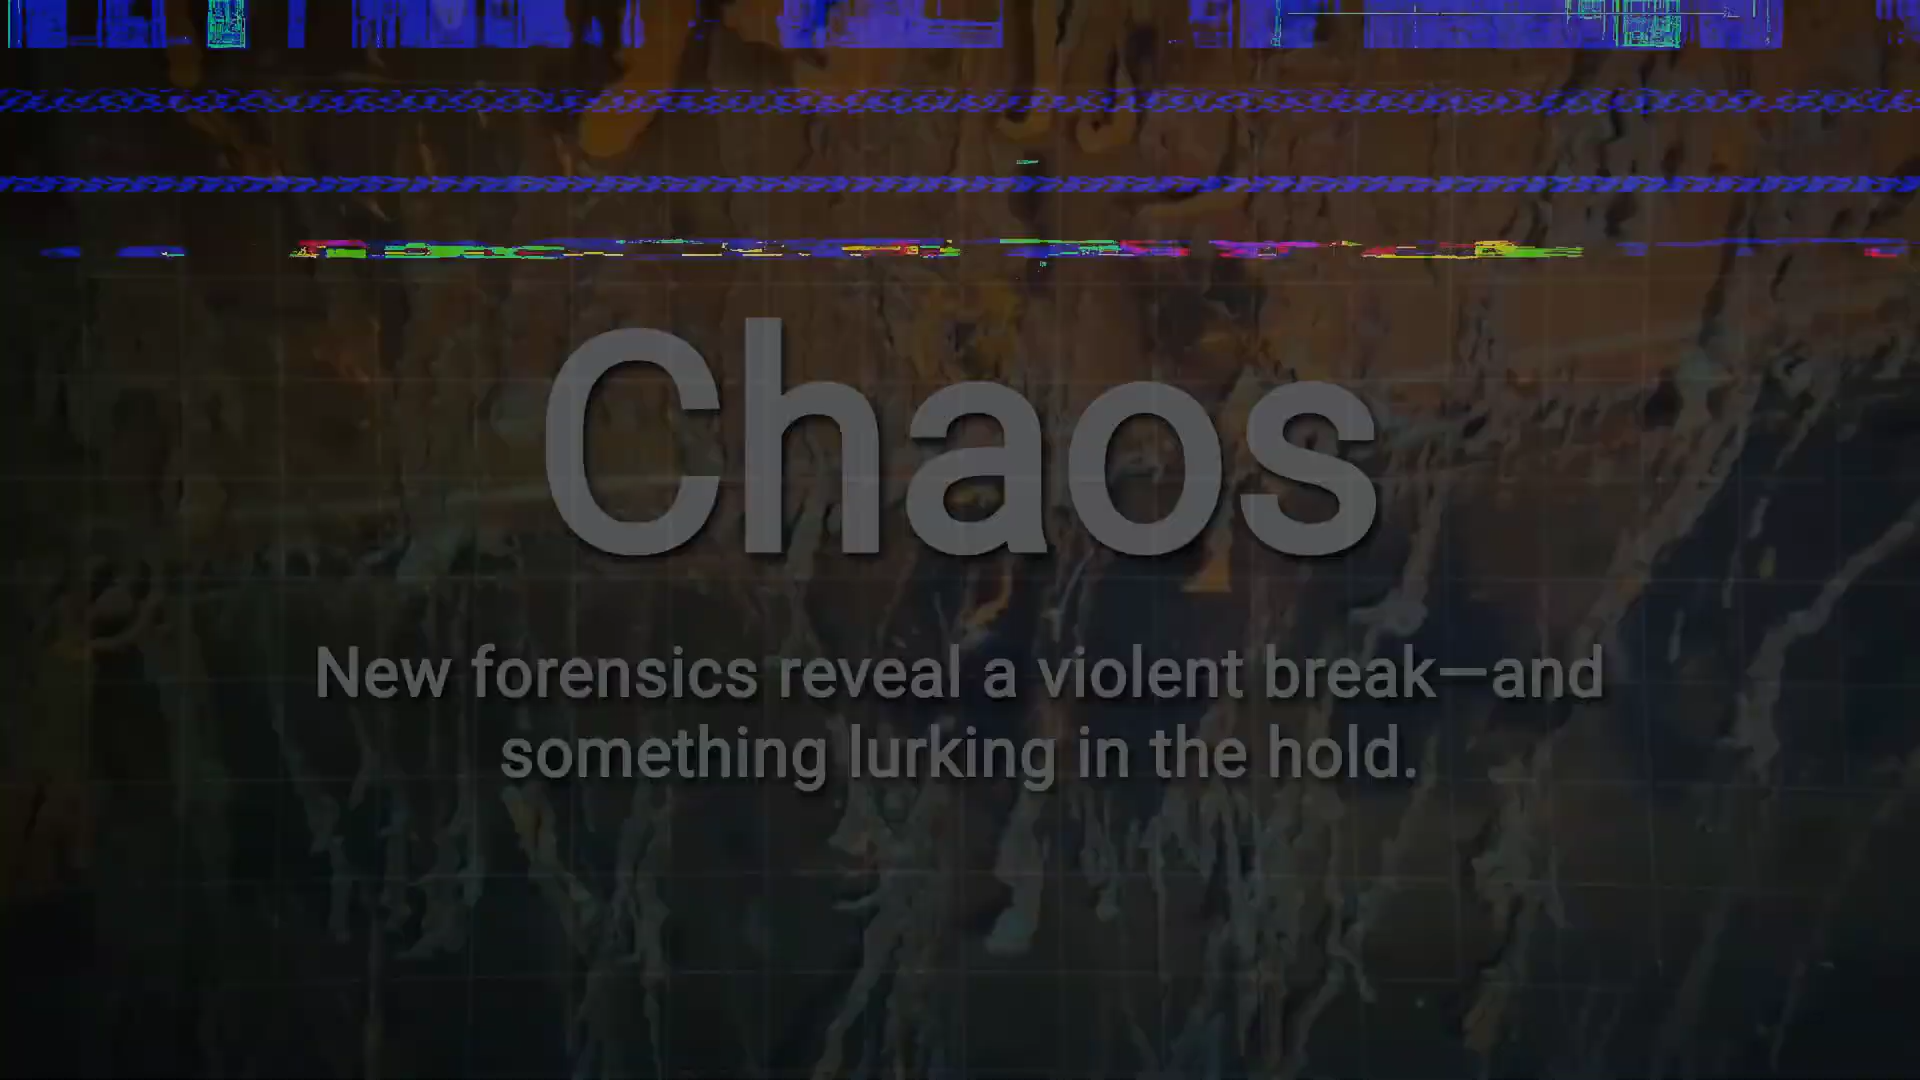 Chaos
New forensics reveal a violent break—and
something lurking in the hold.